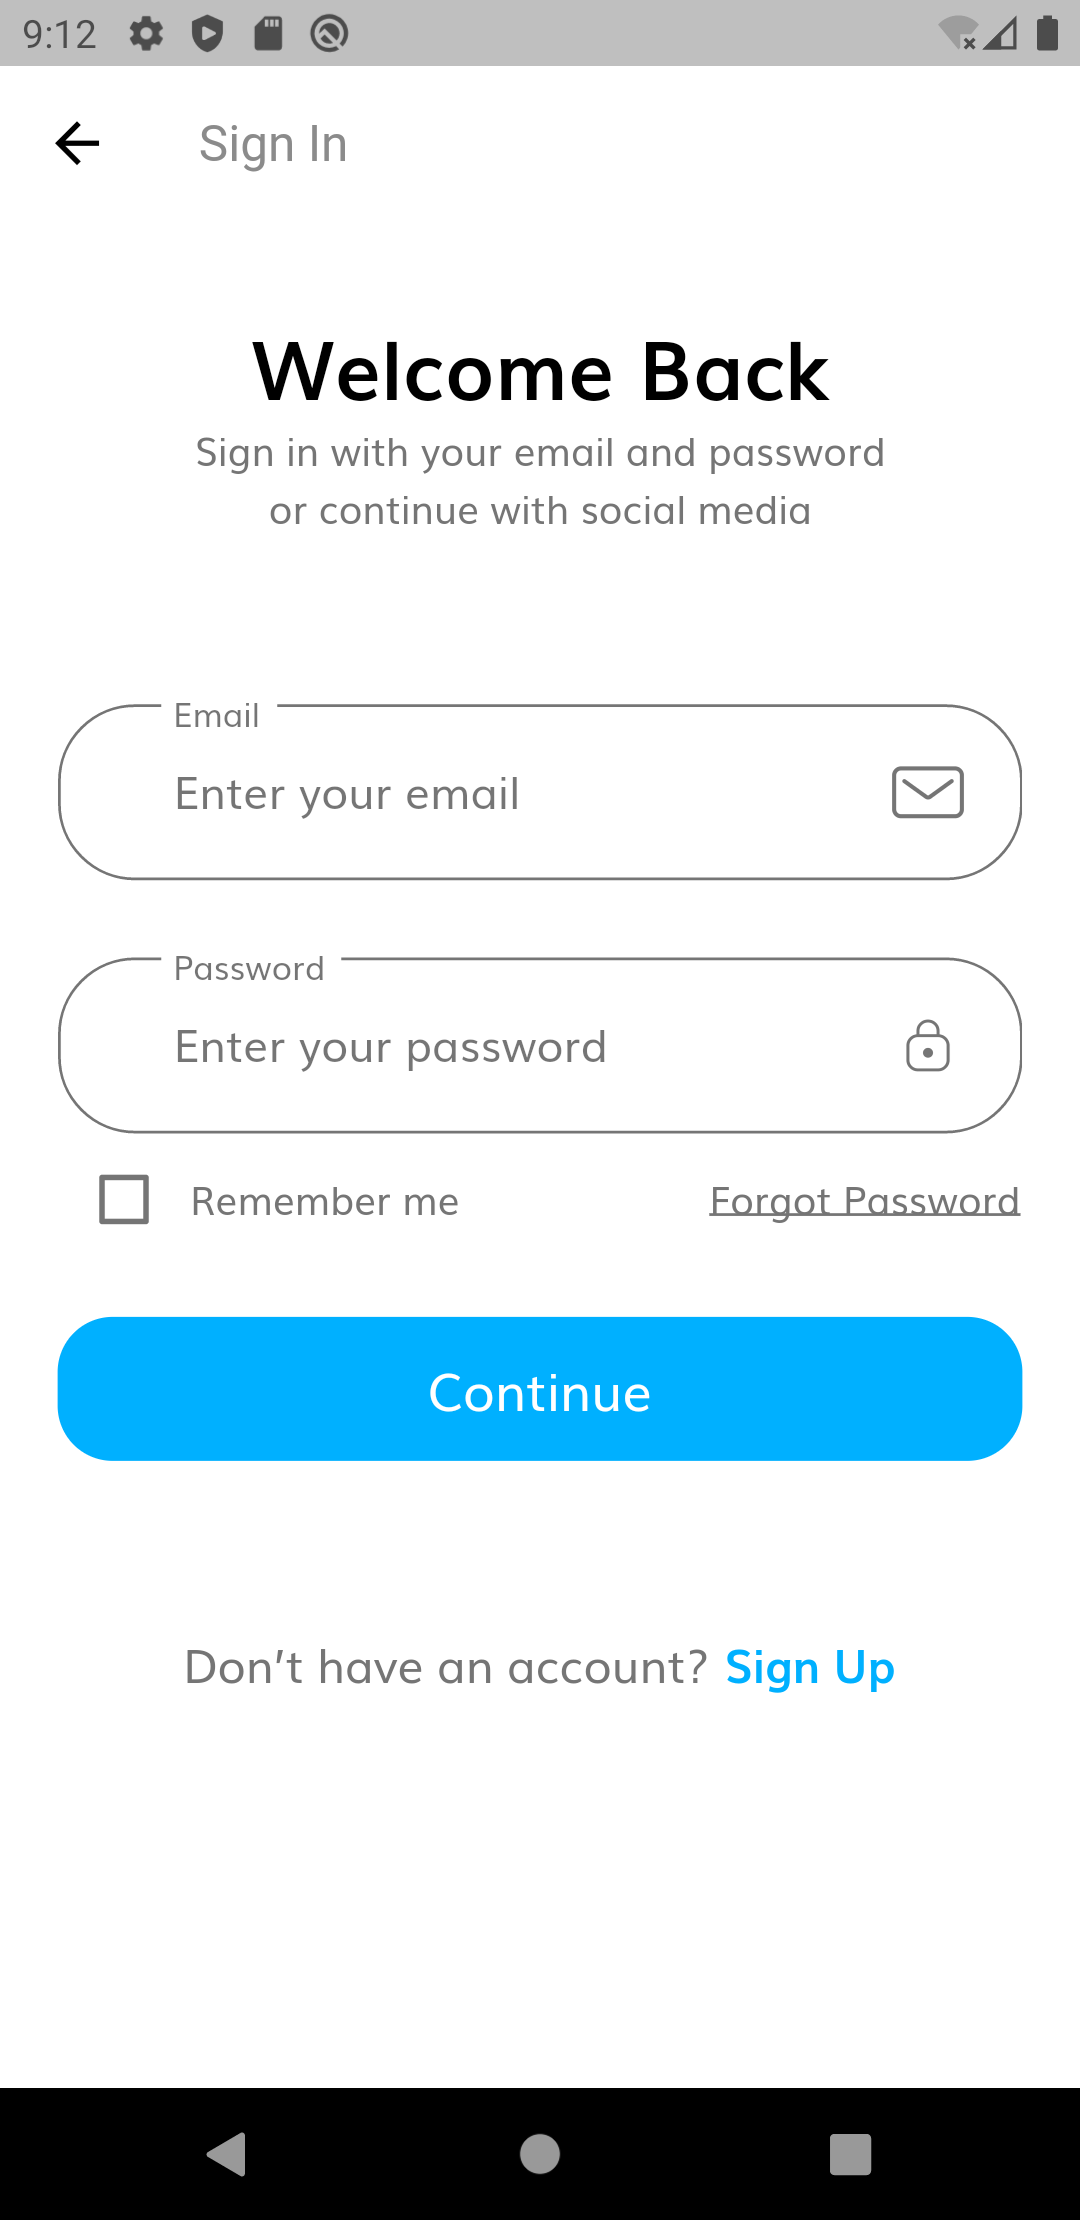 9:12
Sign In
Welcome Back
Sign in with your email and password
or continue with social media
Email
Enter your email
Password
Enter your password
Remember me
Forgot Password
Continue
Don't have an account? Sign Up